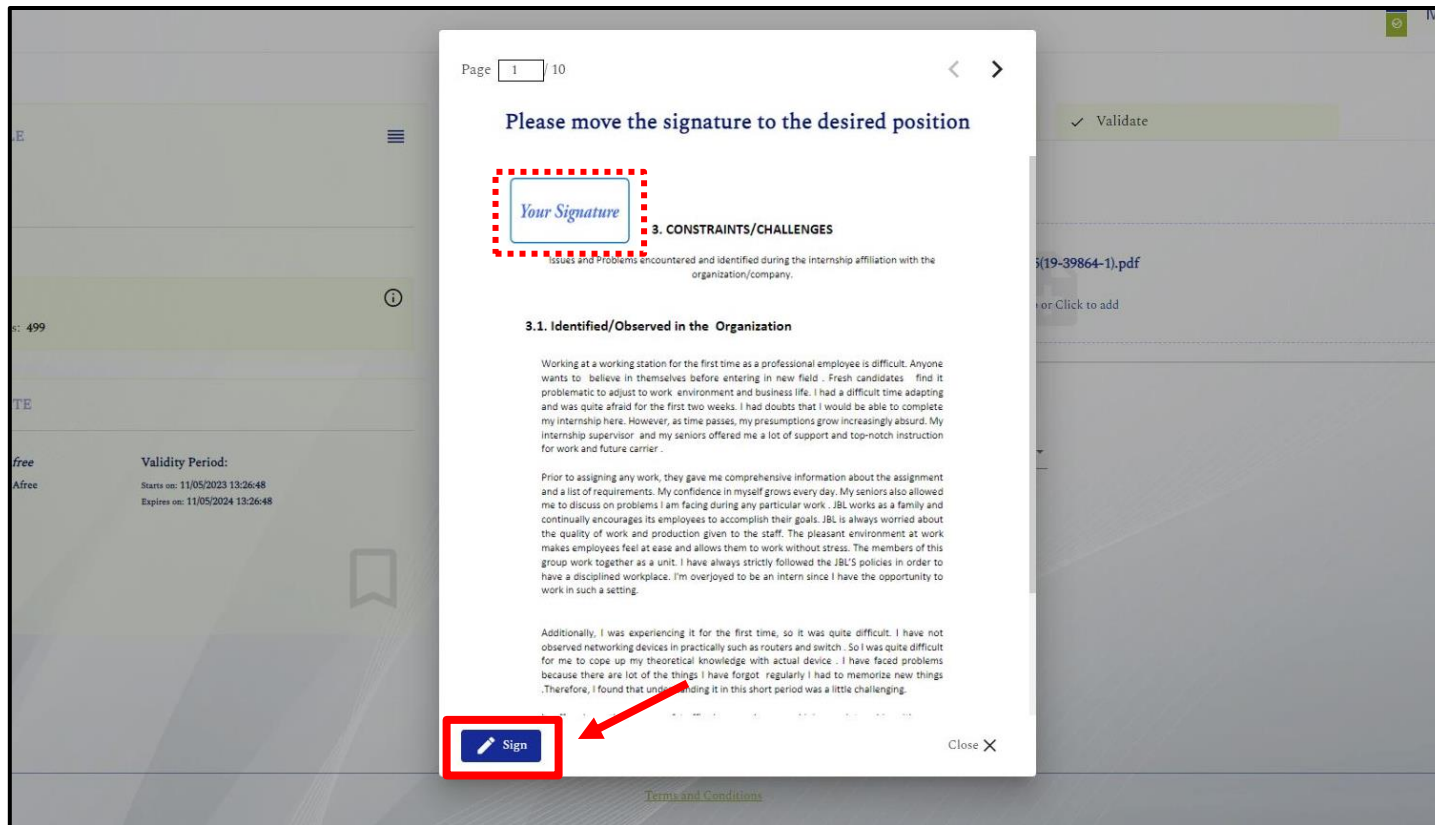 Page 1 / 10
Please move the signature to the desired position
Validate
Your Signature
3. CONSTRAINTS/CHALLENGES
Issues and Problems encountered and identified during the internship affiliation with the
organization/company.
(19-39864-1).pdf
or Click to add
s: 499
3.1. Identified/Observed in the Organization
Working at a working station for the first time as a professional employee is difficult. Anyone
wants to believe in themselves before entering in new field . Fresh candidates find it
problematic to adjust to work environment and business life. I had a difficult time adapting
and was quite afraid for the first two weeks. I had doubts that I would be able to complete
my internship here. However, as time passes, my presumptions grow increasingly absurd. My
internship supervisor and my seniors offered me a lot of support and top-notch instruction
for work and future carrier .
TE
free
Afree
Validity Period:
Starts on: 11/05/2023 13:26:48
Expires on: 11/05/2024 13:26:48
Prior to assigning any work, they gave me comprehensive information about the assignment
and a list of requirements. My confidence in myself grows every day. My seniors also allowed
me to discuss on problems I am facing during any particular work . JBL works as a family and
continually encourages its employees to accomplish their goals. JBL is always worried about
the quality of work and production given to the staff. The pleasant environment at work
makes employees feel at ease and allows them to work without stress. The members of this
group work together as a unit. I have always strictly followed the JBL'S policies in order to
have a disciplined workplace. I'm overjoyed to be an intern since I have the opportunity to
work in such a setting.
Additionally, I was experiencing it for the first time, so it was quite difficult. I have not
observed networking devices in practically such as routers and switch . So I was quite difficult
for me to cope up my theoretical knowledge with actual device . I have faced problems
because there are lot of the things I have forgot regularly I had to memorize new things
.Therefore, I found that understanding it in this short period was a little challenging.
Sign
Close
Terms and Conditions